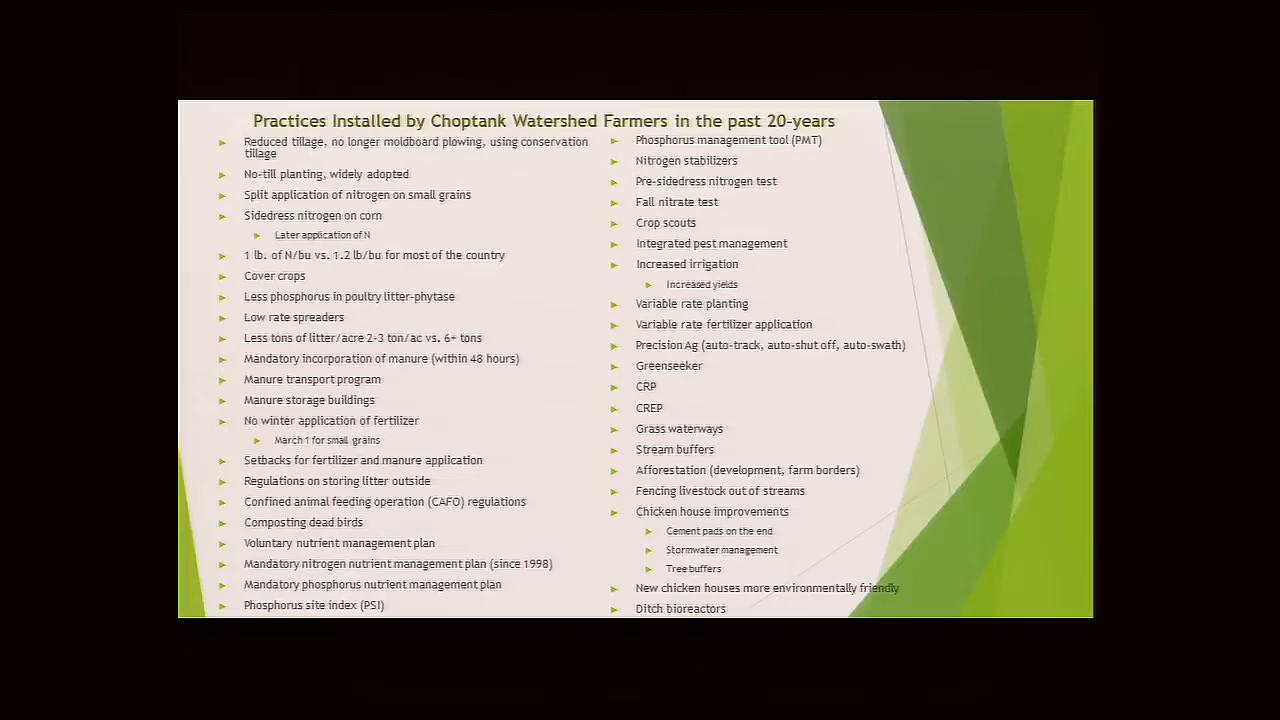 Practices Installed by Choptank Watershed Farmers in the past 20-years
Reduced tillage, no longer moldboard plowing, using conservation
tillage
No-till planting, widely adopted
Split application of nitrogen on small grains
Sidedress nitrogen on corn
Later application of N
1 lb. of N/bu vs. 1.2 lb/bu for most of the country
Cover crops
Less phosphorus in poultry litter-phytase
Low rate spreaders
Less tons of litter/acre 2-3 ton/ac vs. 6+ tons
Mandatory incorporation of manure (within 48 hours)
Manure transport program
Manure storage buildings
No winter application of fertilizer
March 1 for small grains
Setbacks for fertilizer and manure application
Regulations on storing litter outside
Confined animal feeding operation (CAFO) regulations
Composting dead birds
Voluntary nutrient management plan
Mandatory nitrogen nutrient management plan (since 1998)
Mandatory phosphorus nutrient management plan
Phosphorus site index (PSI)
Phosphorus management tool (PMT)
Nitrogen stabilizers
Pre-sidedress nitrogen test
Fall nitrate test
Crop scouts
Integrated pest management
Increased irrigation
Increased yields
Variable rate planting
Variable rate fertilizer application
Precision Ag (auto-track, auto-shut off, auto-swath)
Greenseeker
CRP
CREP
Grass waterways
Stream buffers
Afforestation (development, farm borders)
Fencing livestock out of streams
Chicken house improvements
Cement pads on the end
Stormwater management
Tree buffers
New chicken houses more environmentally friendly
Ditch bioreactors